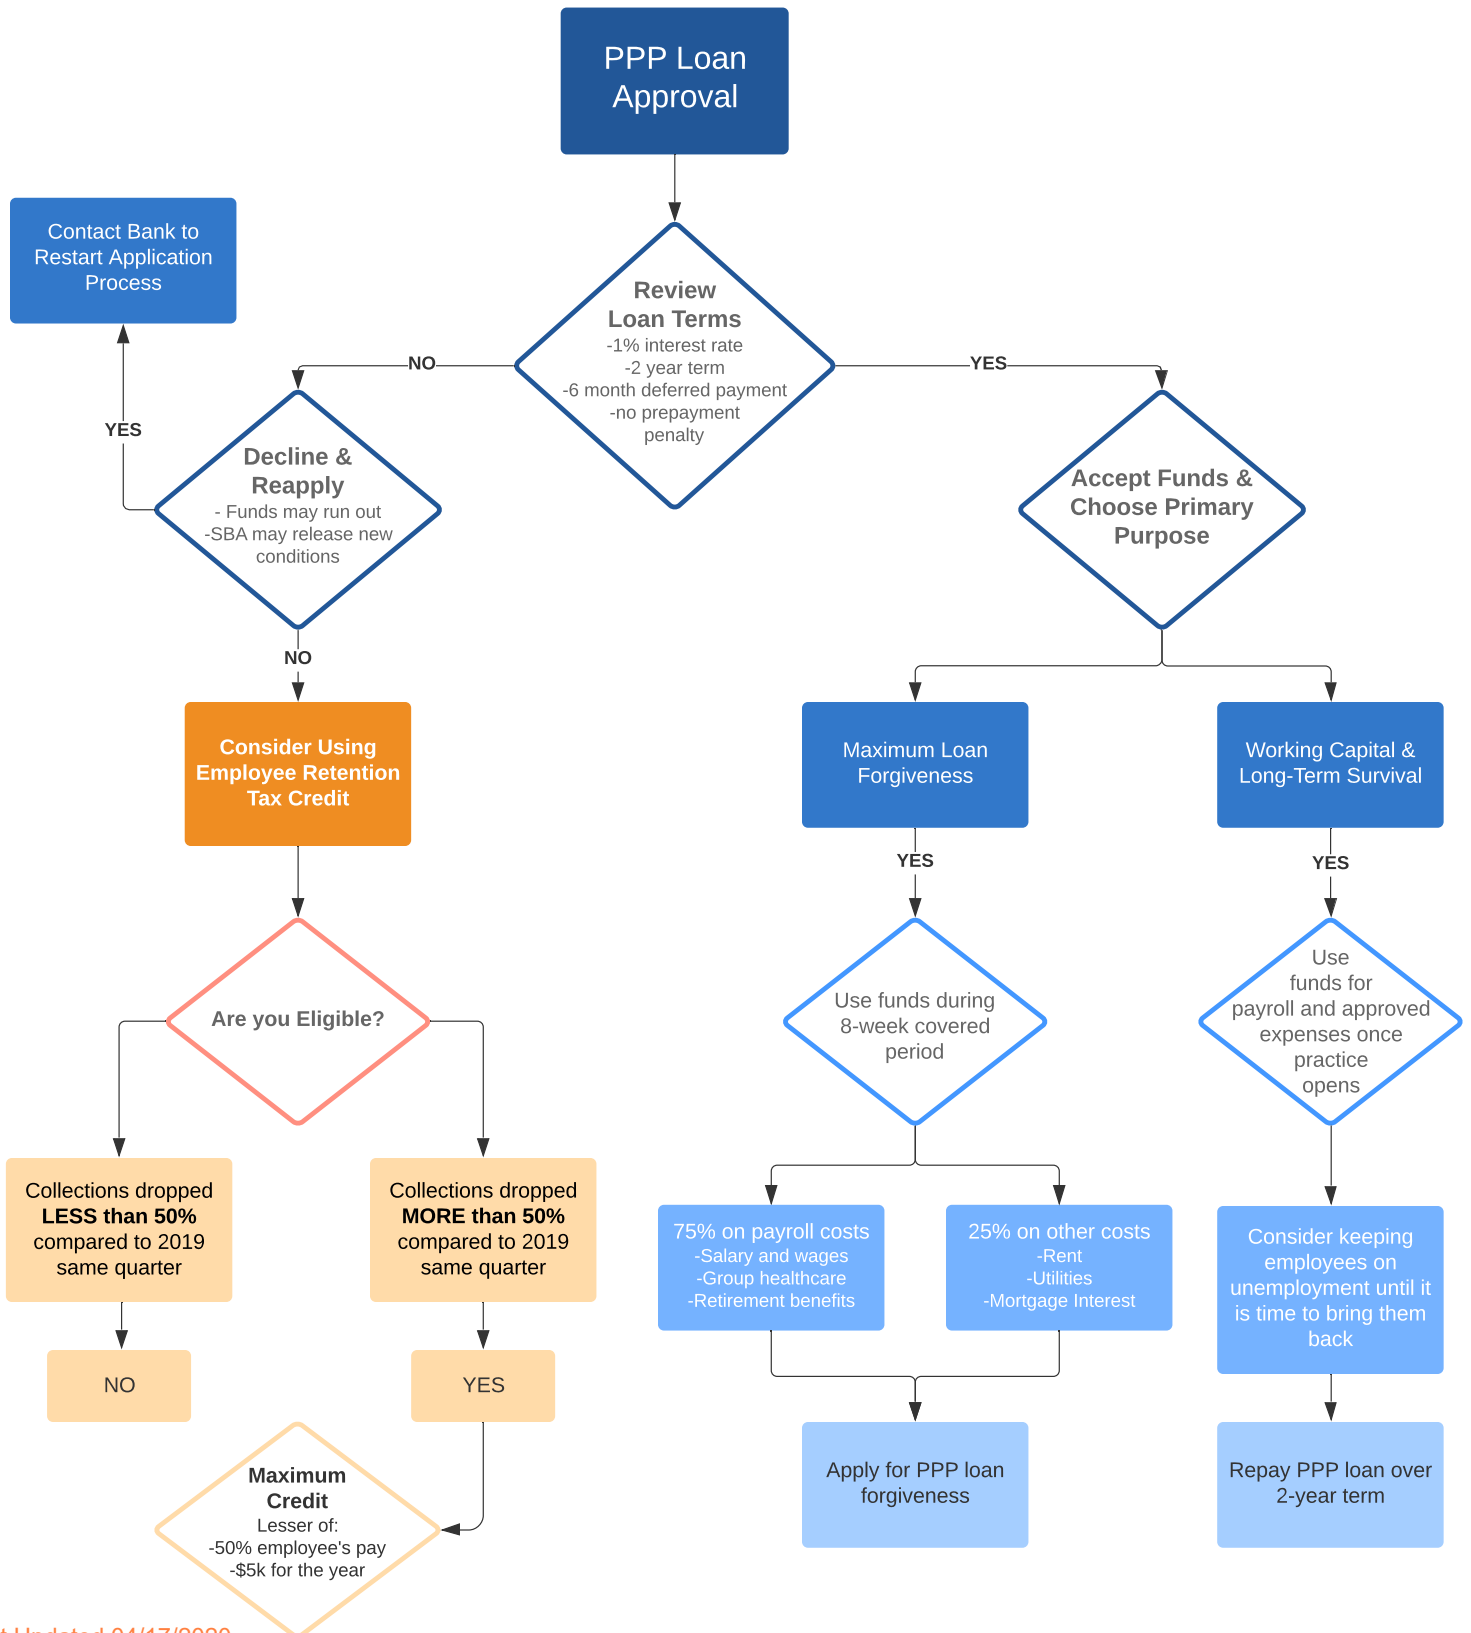 PPP Loan
Approval
Contact Bank to
Restart Application
Process
Review
Loan Terms
-1% interest rate
-2 year term
-6 month deferred payment
-no prepayment
penalty
NO
YES
YES
Decline &
Reapply
- Funds may run out
-SBA may release new
conditions
Accept Funds &
Choose Primary
Purpose
NO
Consider Using
Employee Retention
Tax Credit
Maximum Loan
Forgiveness
Working Capital &
Long-Term Survival
YES
YES
Are you Eligible?
Use funds during
8-week covered
period
Use
funds for
payroll and approved
expenses once
practice
opens
Collections dropped
LESS than 50%
compared to 2019
same quarter
Collections dropped
MORE than 50%
compared to 2019
same quarter
75% on payroll costs
-Salary and wages
-Group healthcare
-Retirement benefits
25% on other costs
-Rent
-Utilities
-Mortgage Interest
Consider keeping
employees on
unemployment until it
is time to bring them
back
NO
YES
Maximum
Credit
Lesser of:
-50% employee's pay
-$5k for the year
Apply for PPP loan
forgiveness
Repay PPP loan over
2-year term
t Updated 04/17/2020